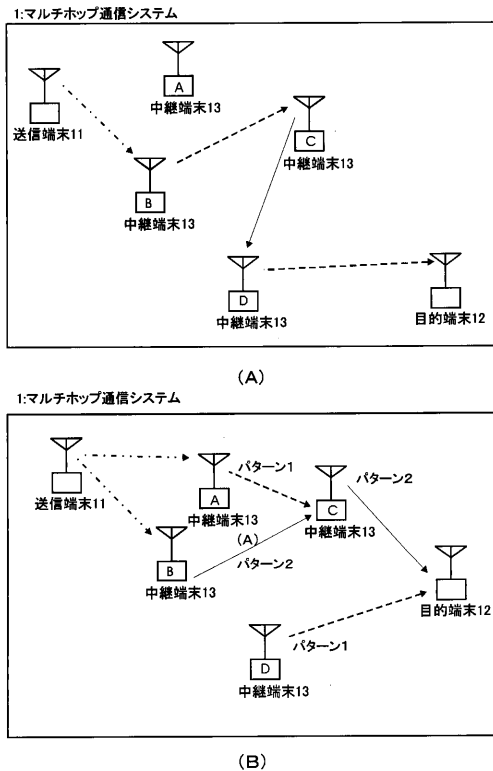 1:マルチホップ通信システム
A
中継端末13
送信端末11
C
中継端末13
B
中継端末13
D
中継端末13
目的端末12
(A)
1:マルチホップ通信システム
送信端末11
A
中継端末13
パターン1
C
中継端末13
パターン2
B
中継端末13
(A)
パターン2
目的端末12
D
中継端末13
パターン1
(B)